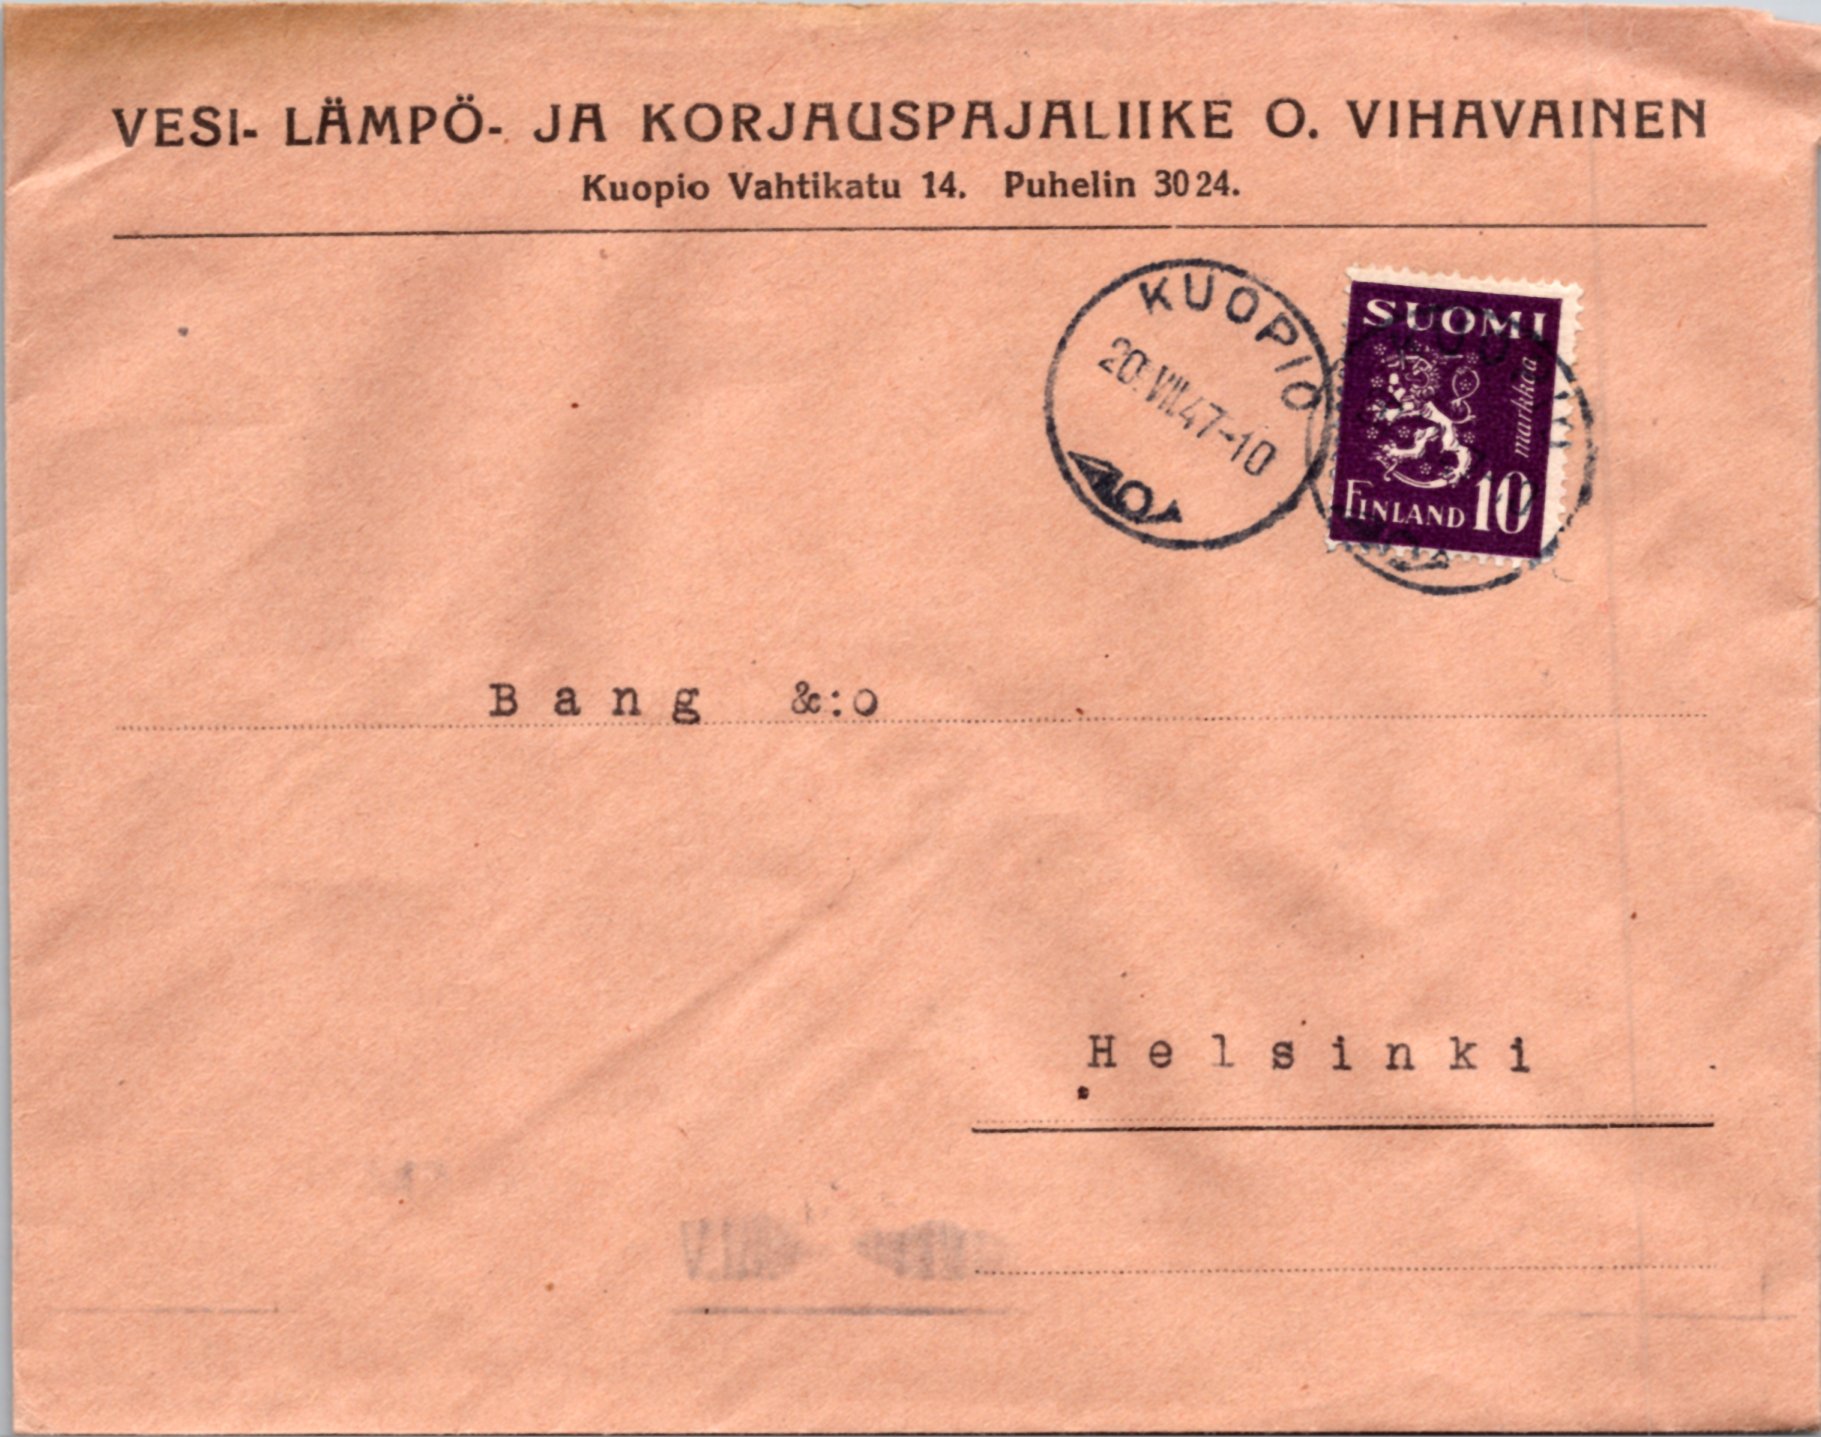 VESI- LÄMPÖ- JA KORJAUSPAJALIIKE O. VIHAVAINEN
Kuopio Vahtikatu 14. Puhelin 3024.
KUOPIO
20.VII.47-10
SUOMI
markkaa
FINLAND 10
Bang &:o
Helsinki